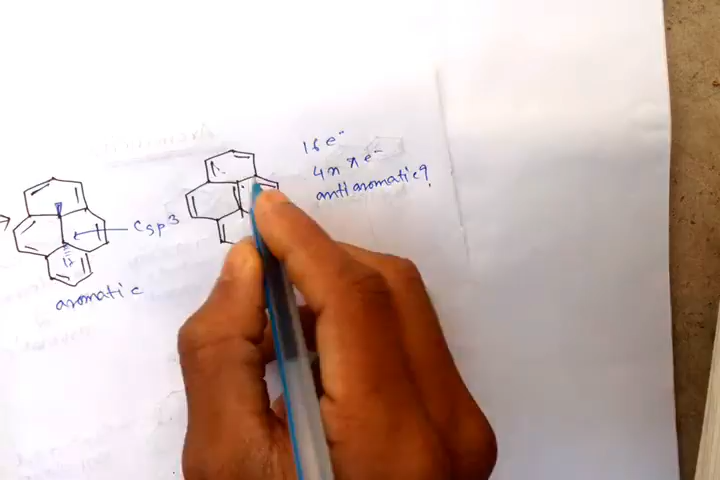 16 e⁻
4n π e⁻
antiaromatic?
Csp³
aromatic